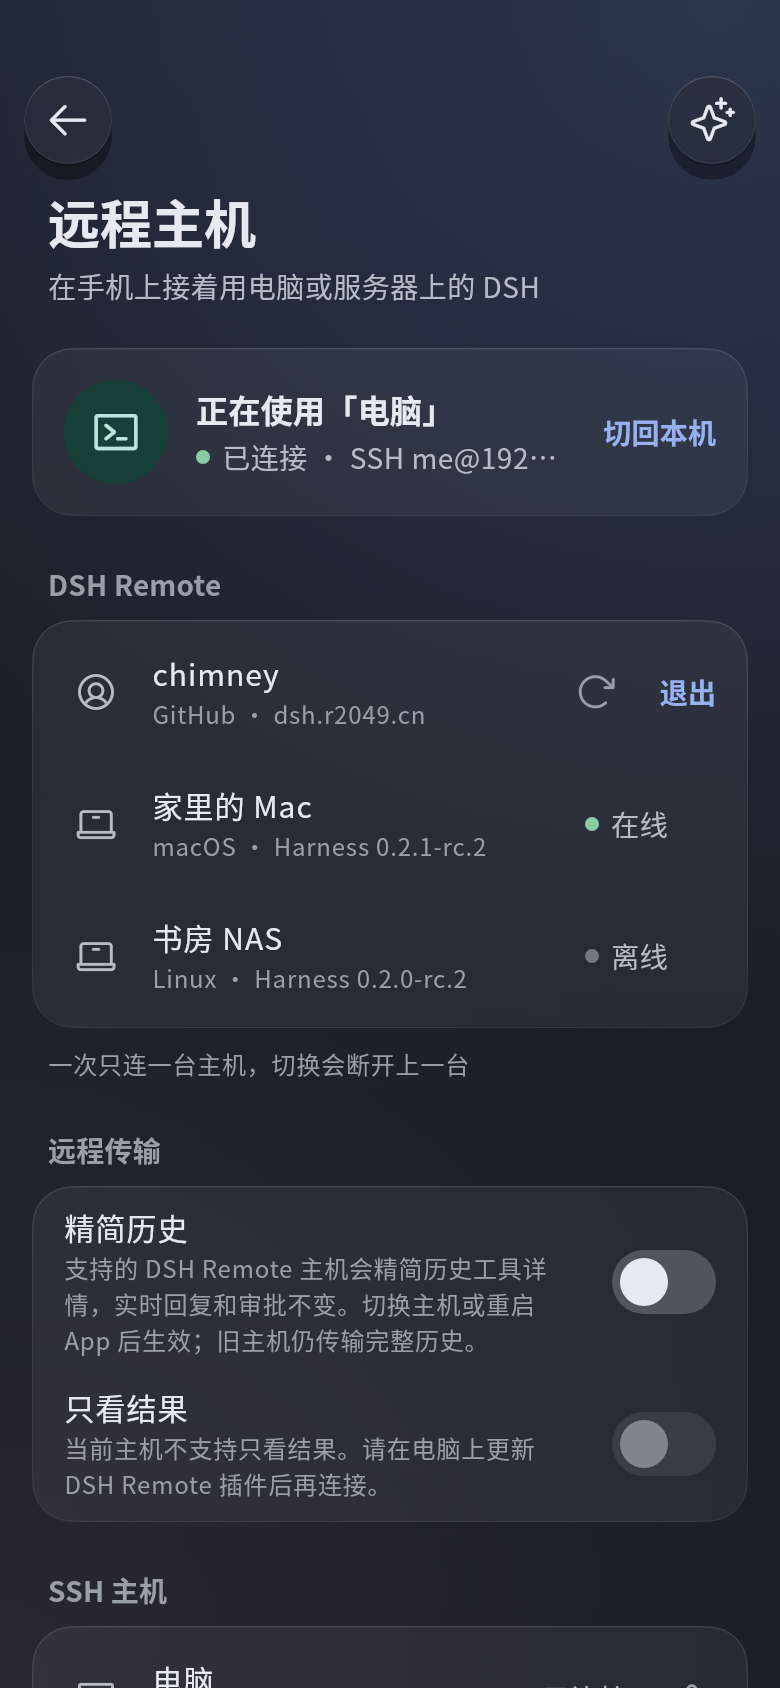 远程主机
在手机上接着用电脑或服务器上的 DSH
正在使用「电脑」
已连接 · SSH me@192…
切回本机
DSH Remote
chimney
GitHub · dsh.r2049.cn
退出
家里的 Mac
macOS · Harness 0.2.1-rc.2
在线
书房 NAS
Linux · Harness 0.2.0-rc.2
离线
一次只连一台主机，切换会断开上一台
远程传输
精简历史
支持的 DSH Remote 主机会精简历史工具详
情，实时回复和审批不变。切换主机或重启
App 后生效；旧主机仍传输完整历史。
只看结果
当前主机不支持只看结果。请在电脑上更新
DSH Remote 插件后再连接。
SSH 主机
电脑